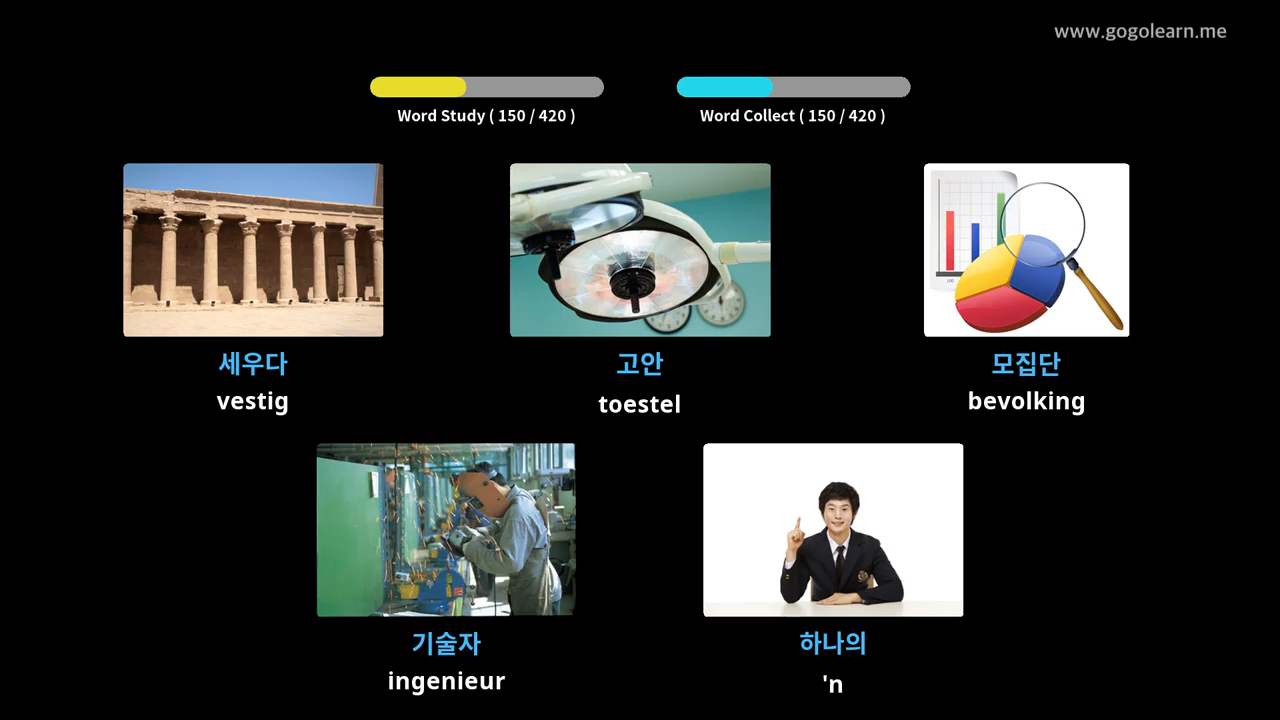 www.gogolearn.me
Word Study ( 150 / 420 )
Word Collect ( 150 / 420 )
세우다
vestig
고안
toestel
모집단
bevolking
기술자
ingenieur
하나의
'n